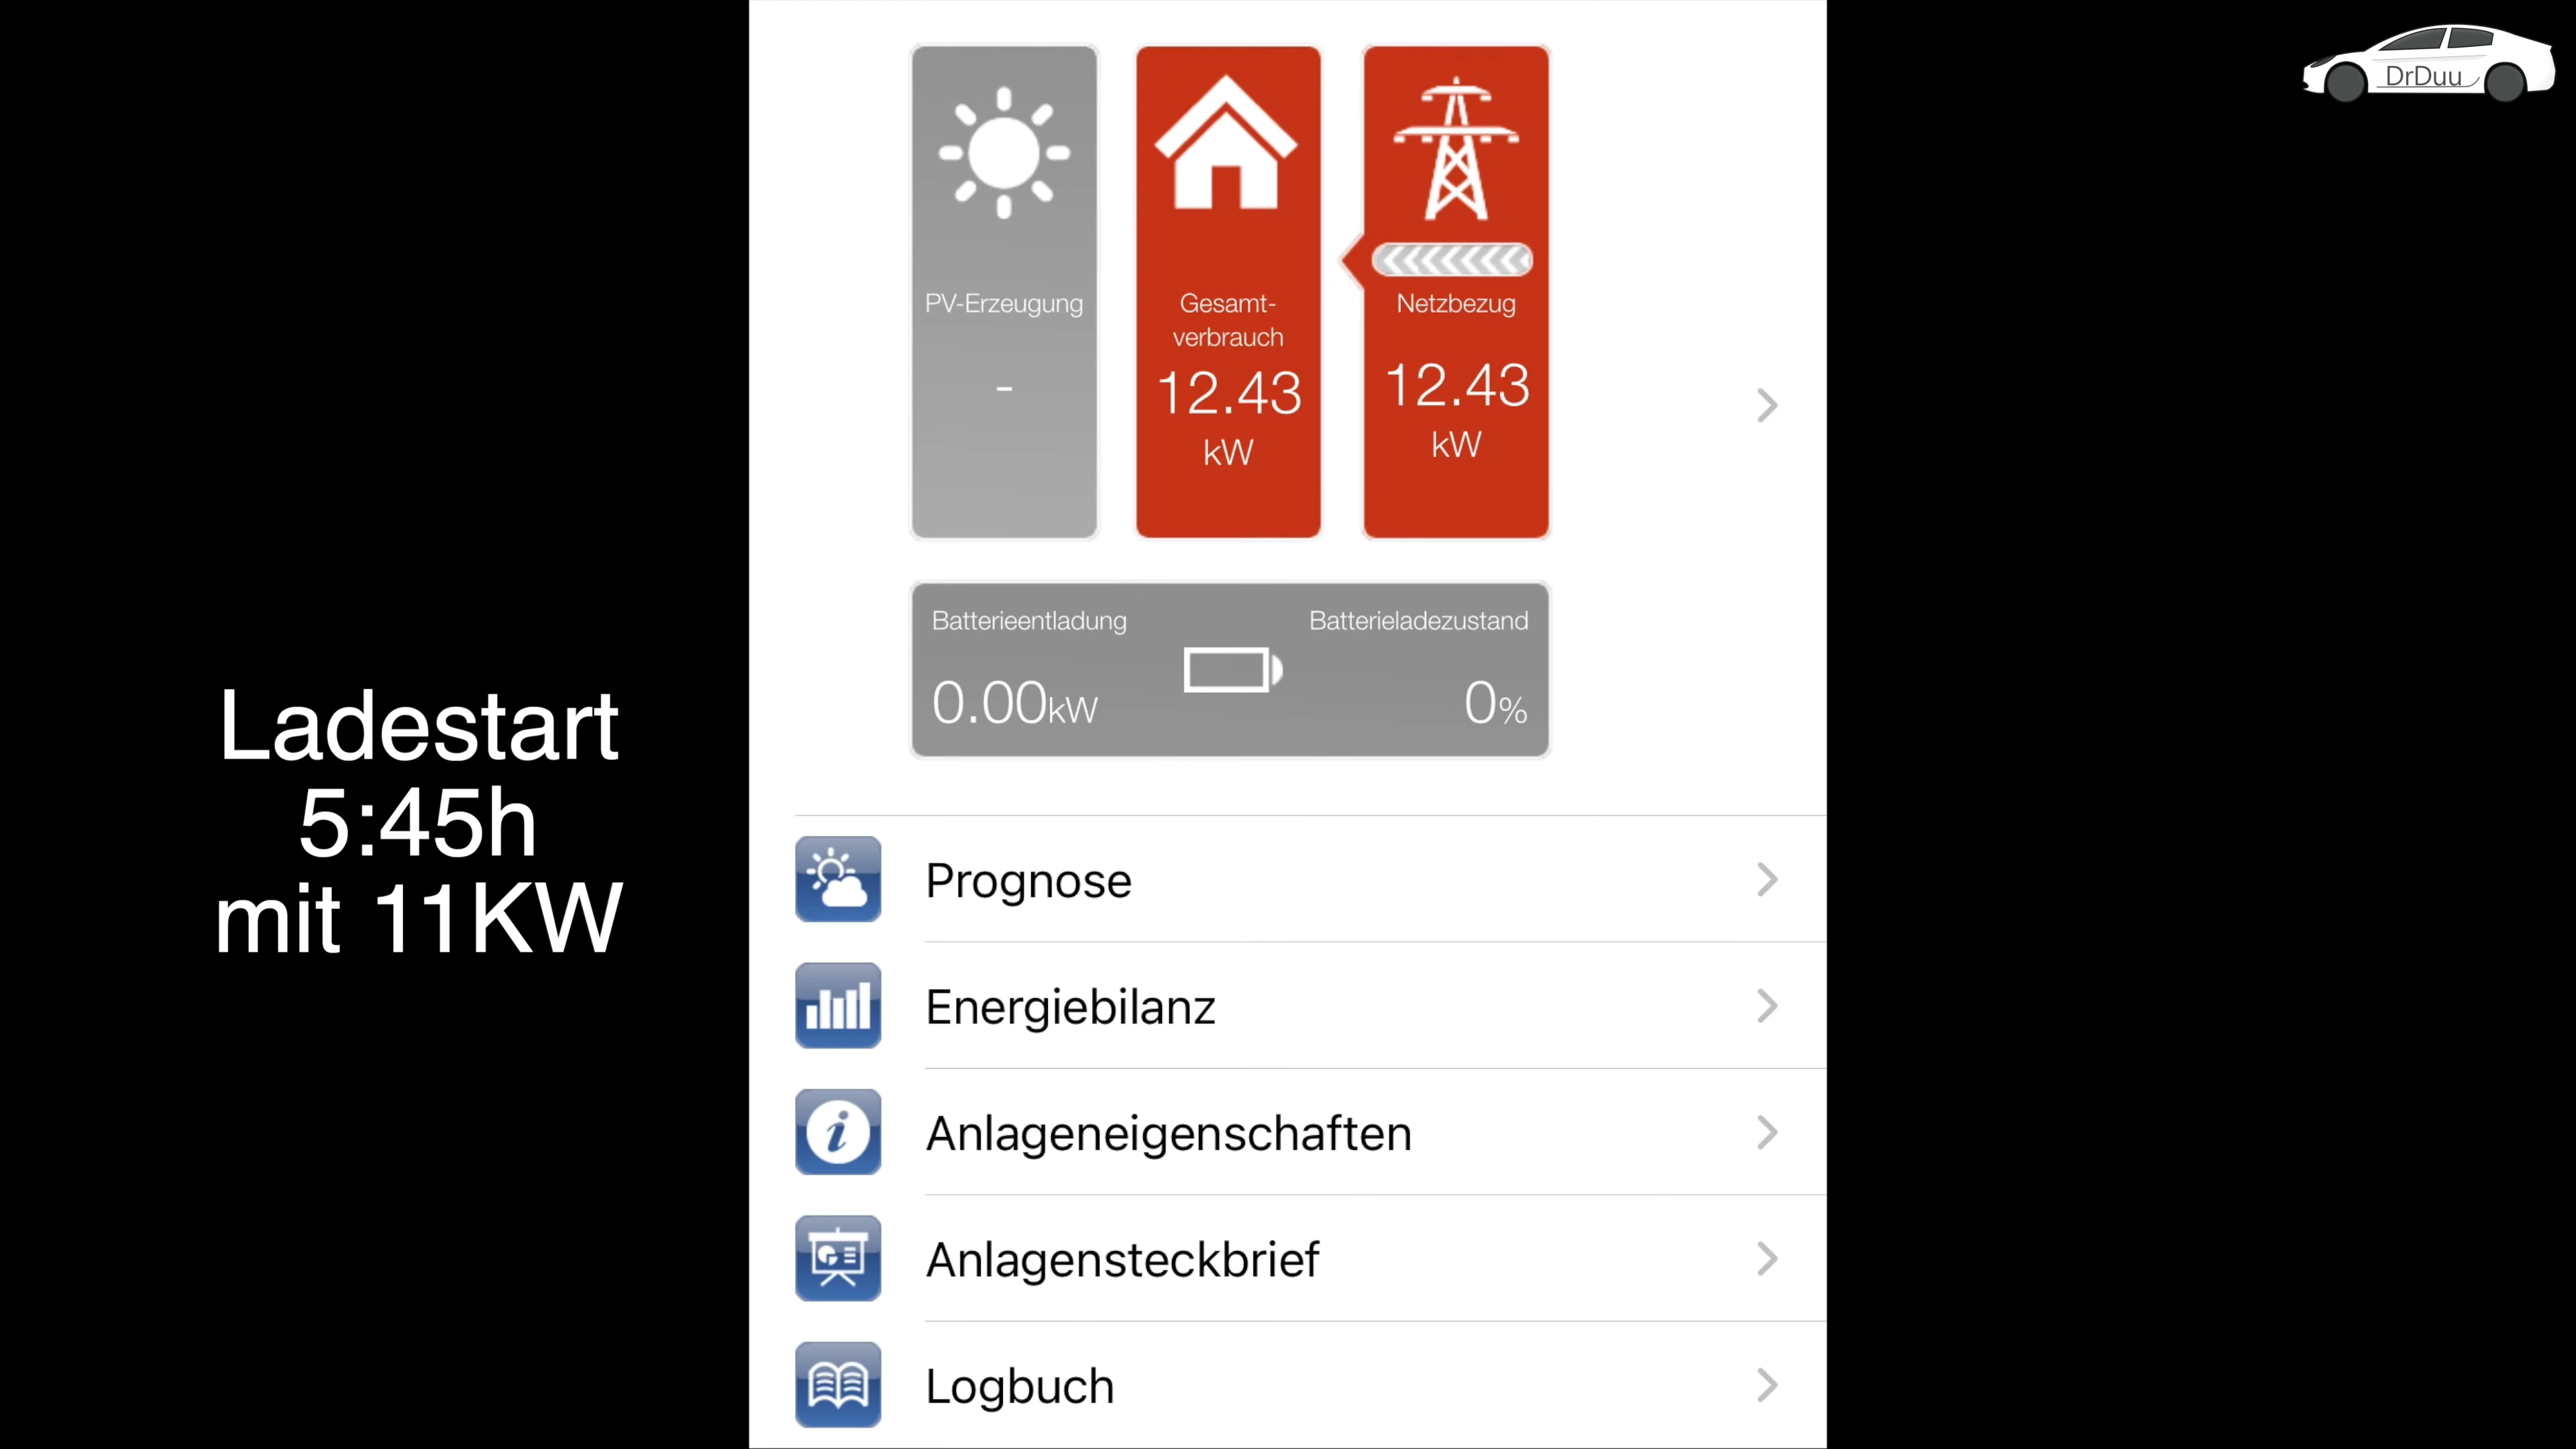 DrDuu
PV-Erzeugung
-
Gesamt-
verbrauch
12.43
kW
Netzbezug
12.43
kW
Batterieentladung
0.00kW
Batterieladezustand
0%
Ladestart
5:45h
mit 11KW
Prognose
Energiebilanz
Anlageneigenschaften
Anlagensteckbrief
Logbuch